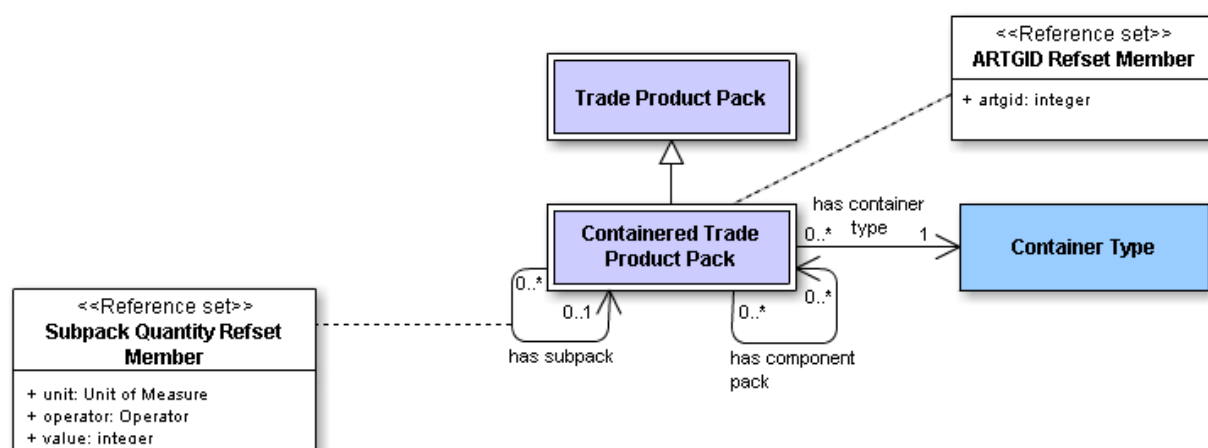 <<Reference set>>
ARTGID Refset Member
+ artgid: integer
Trade Product Pack
Containered Trade
Product Pack
has container
type
0..*
1
Container Type
0..*
0..1
has subpack
0..*
0..*
has component
pack
<<Reference set>>
Subpack Quantity Refset
Member
+ unit: Unit of Measure
+ operator: Operator
+ value: integer